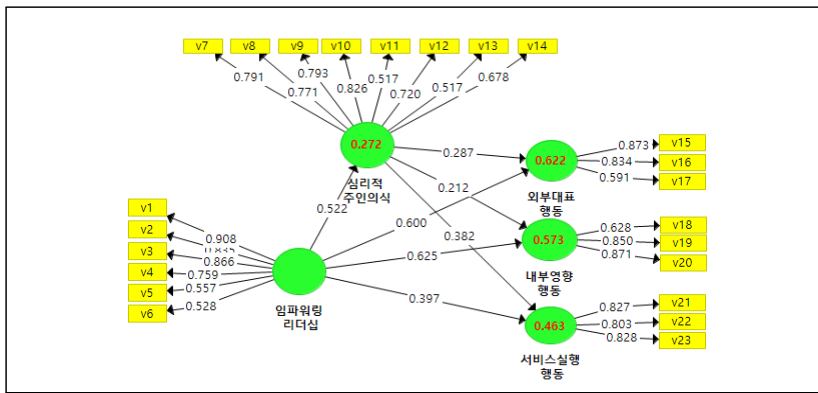 v7 v8 v9 v10 v11 v12 v13 v14
0.791 0.771 0.793 0.826 0.517 0.720 0.517 0.678
0.272
심리적
주인의식
0.287
0.212
0.382
0.522
0.600
0.625
0.397
v1
v2
v3
v4
v5
v6
0.908
0.835
0.866
0.759
0.557
0.528
임파워링
리더십
0.622
외부대표
행동
0.873
0.834
0.591
v15
v16
v17
0.573
내부영향
행동
0.628
0.850
0.871
v18
v19
v20
0.463
서비스실행
행동
0.827
0.803
0.828
v21
v22
v23